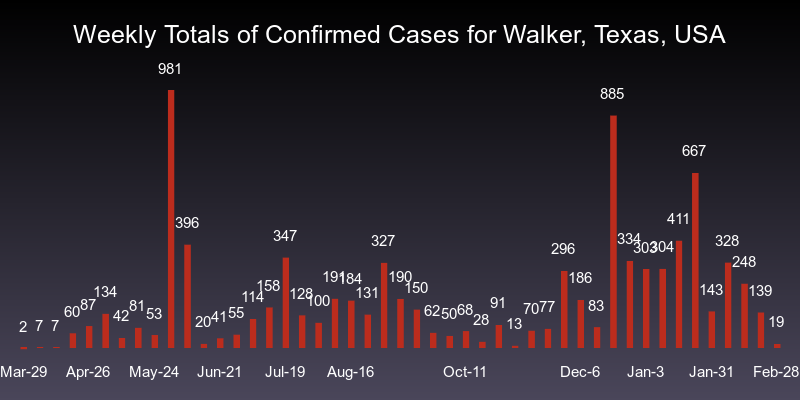 Weekly Totals of Confirmed Cases for Walker, Texas, USA
2 7 7 60 87 134 42 81 53 981 396 20 41 55 114 158 347 128 100 191 184 131 327 190 150 62 50 68 28 91 13 70 77 296 186 83 885 334 303 304 411 667 143 328 248 139 19
Mar-29 Apr-26 May-24 Jun-21 Jul-19 Aug-16 Oct-11 Dec-6 Jan-3 Jan-31 Feb-28